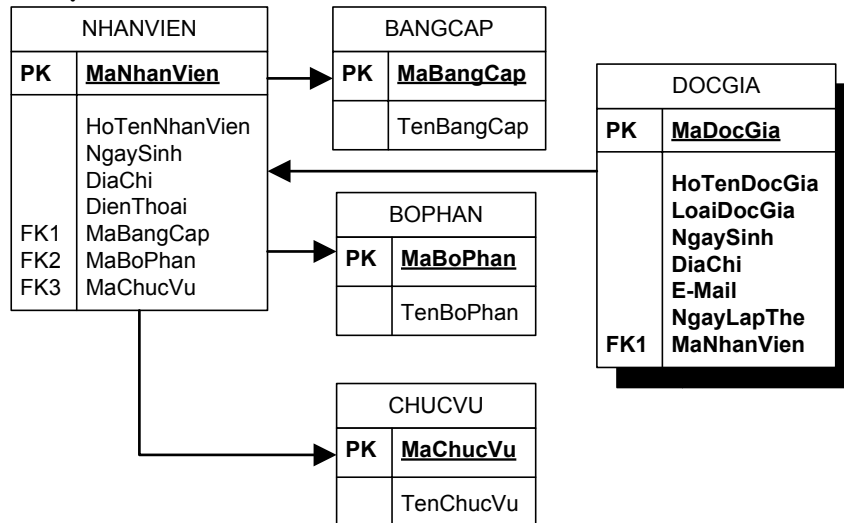 NHANVIEN
PK MaNhanVien
HoTenNhanVien
NgaySinh
DiaChi
DienThoai
FK1 MaBangCap
FK2 MaBoPhan
FK3 MaChucVu
BANGCAP
PK MaBangCap
TenBangCap
BOPHAN
PK MaBoPhan
TenBoPhan
CHUCVU
PK MaChucVu
TenChucVu
DOCGIA
PK MaDocGia
HoTenDocGia
LoaiDocGia
NgaySinh
DiaChi
E-Mail
NgayLapThe
FK1 MaNhanVien